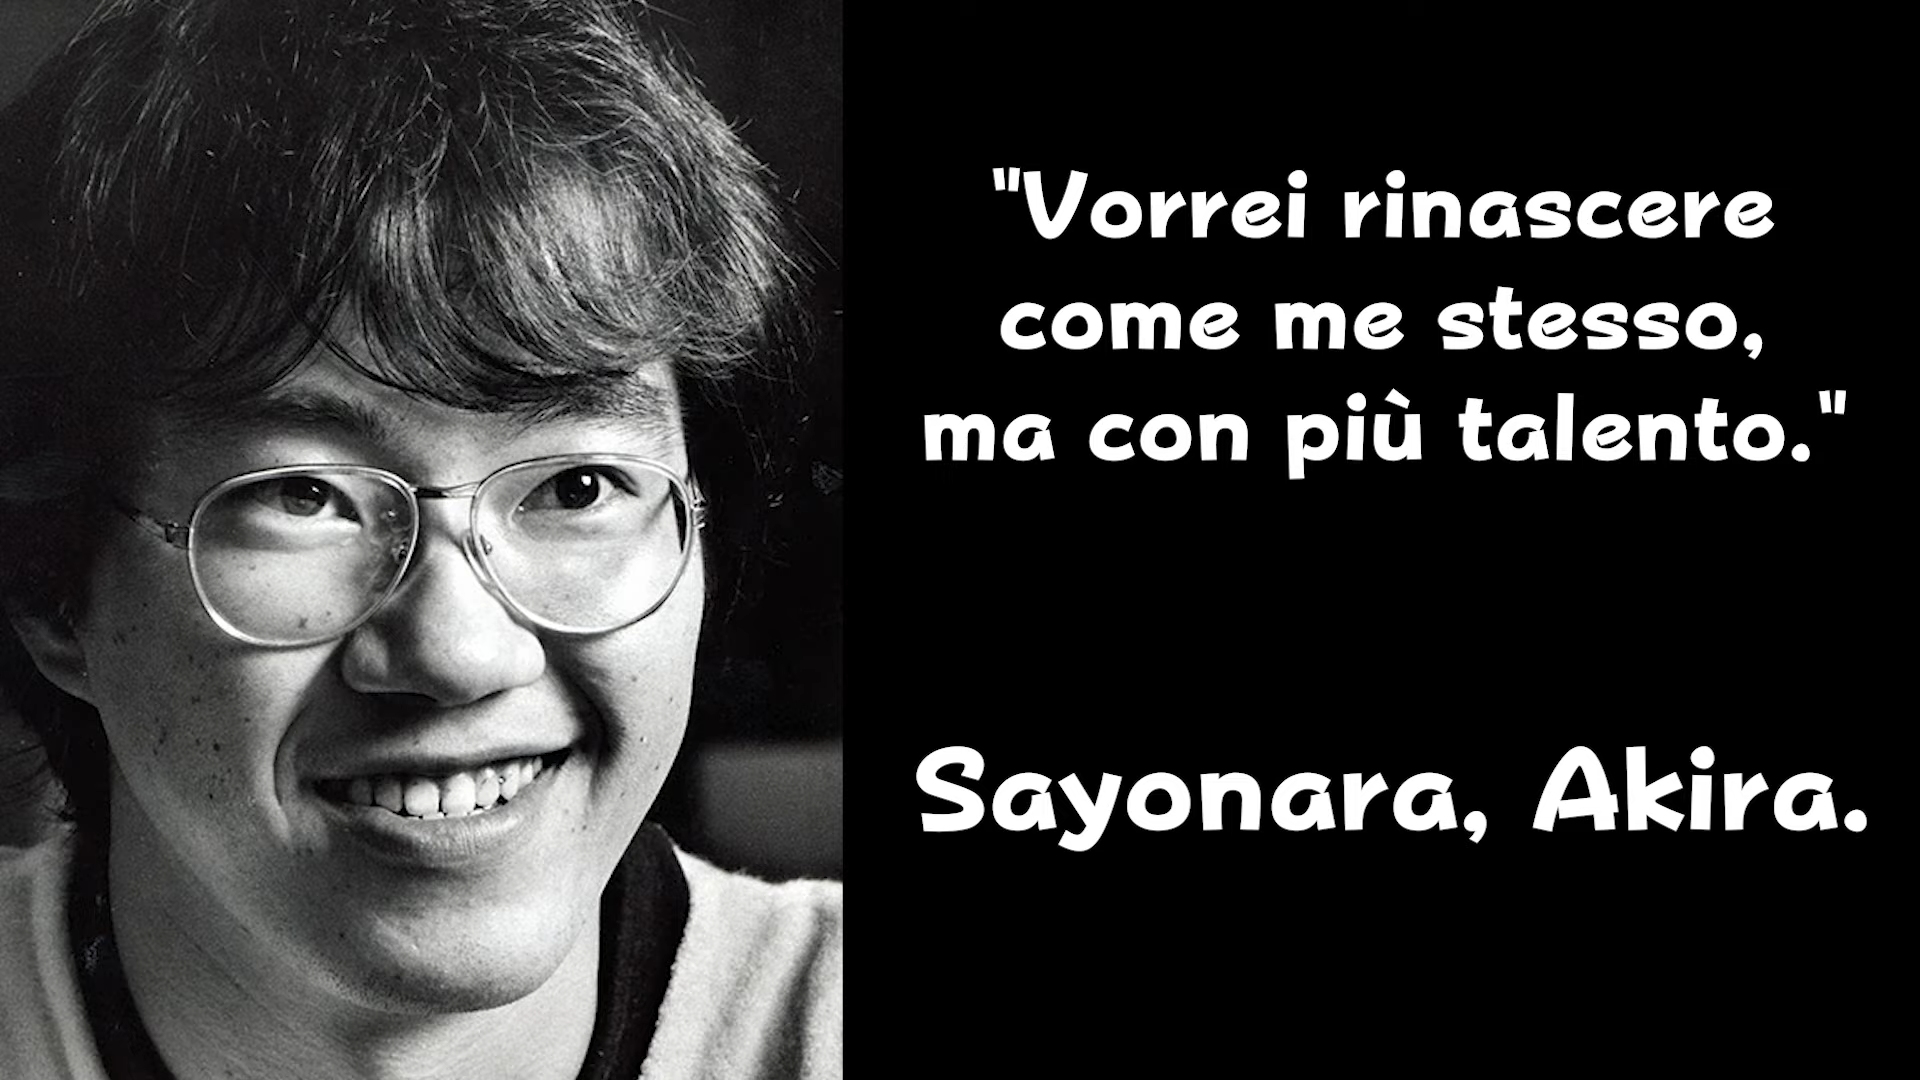 "Vorrei rinascere
come me stesso,
ma con più talento."
Sayonara, Akira.